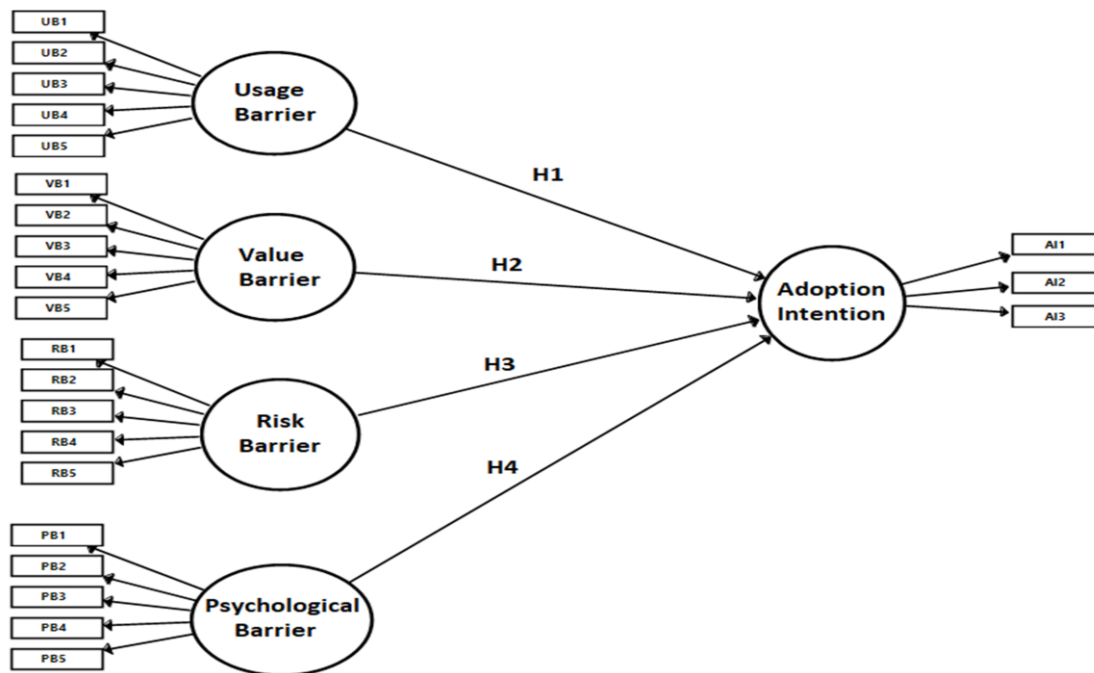 UB1
UB2
UB3
UB4
UB5
Usage
Barrier
H1
VB1
VB2
VB3
VB4
VB5
Value
Barrier
H2
RB1
RB2
RB3
RB4
RB5
Risk
Barrier
H3
PB1
PB2
PB3
PB4
PB5
Psychological
Barrier
H4
Adoption
Intention
AI1
AI2
AI3